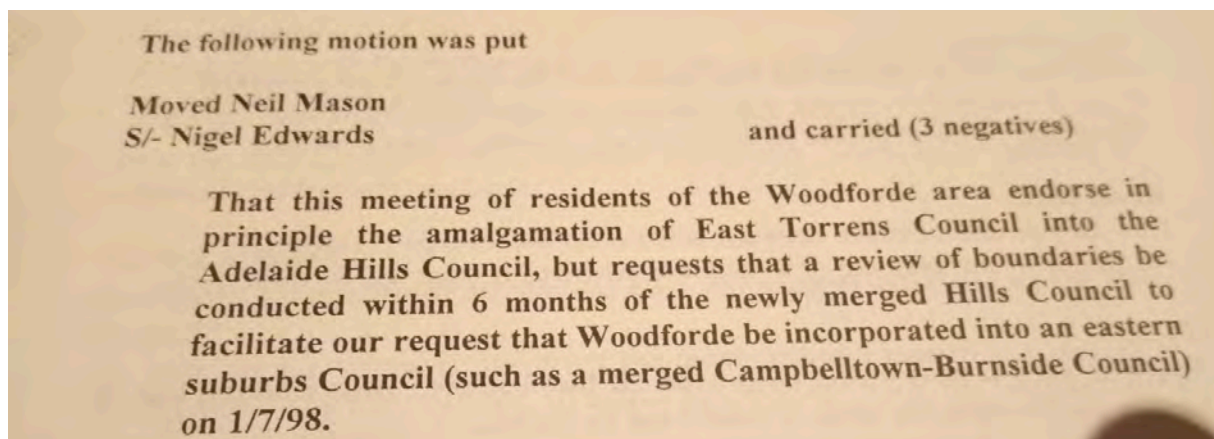 The following motion was put
Moved Neil Mason
S/- Nigel Edwards and carried (3 negatives)
That this meeting of residents of the Woodforde area endorse in
principle the amalgamation of East Torrens Council into the
Adelaide Hills Council, but requests that a review of boundaries be
conducted within 6 months of the newly merged Hills Council to
facilitate our request that Woodforde be incorporated into an eastern
suburbs Council (such as a merged Campbelltown-Burnside Council)
on 1/7/98.